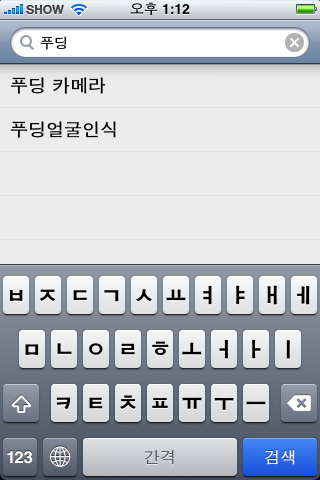 SHOW 오후 1:12
푸딩
푸딩 카메라
푸딩얼굴인식
ㅂ ㅈ ㄷ ㄱ ㅅ ㅛ ㅕ ㅑ ㅐ ㅔ
ㅁ ㄴ ㅇ ㄹ ㅎ ㅗ ㅓ ㅏ ㅣ
ㅋ ㅌ ㅊ ㅍ ㅠ ㅜ ㅡ
123 간격 검색